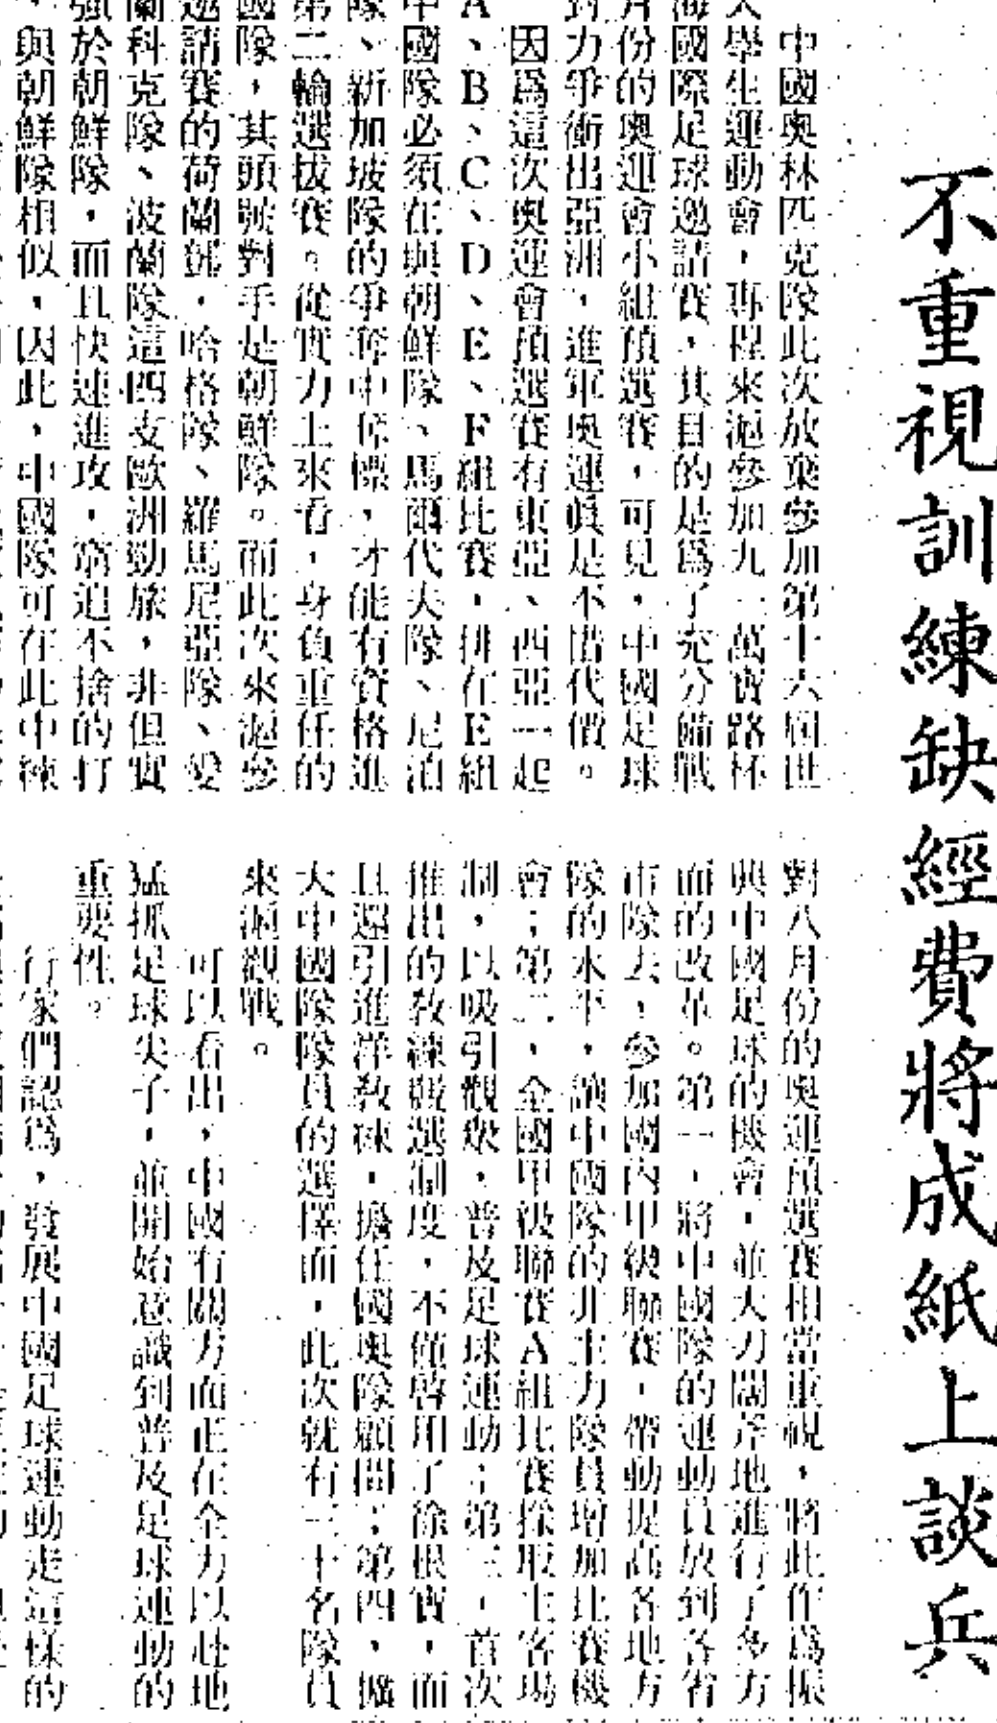 不重視訓練缺經費將成紙上談兵
中國奧林匹克隊此次放棄參加第十六屆世
大學生運動會，專程來滬參加九一萬寶路杯
海國際足球邀請賽，其目的是爲了充分備戰
月份的奧運會小組預選賽，可見，中國足球
對力爭衝出亞洲，進軍奧運眞是不惜代價。
因爲這次奧運會預選賽有東亞、西亞一起
A、B、C、D、E、F組比賽，排在E組
中國隊必須在與朝鮮隊、馬爾代夫隊、尼泊
隊、新加坡隊的爭奪中奪標，才能有資格進
第二輪選拔賽。從實力上來看，身負重任的
國隊，其頭號對手是朝鮮隊。而此次來滬參
邀請賽的荷蘭鄧．哈格隊、羅馬尼亞隊、愛
蘭科克隊、波蘭隊這四支歐洲勁旅，非但實
強於朝鮮隊，而且快速進攻，窮追不捨的打
，與朝鮮隊相似，因此，中國隊可在此中練
對八月份的奧運預選賽相當重視，將此作爲振
興中國足球的機會，並大刀闊斧地進行了多方
面的改革。第一，將中國隊的運動員放到各省
市隊去，參加國內甲級聯賽，帶動提高各地方
隊的水平，讓中國隊的非主力隊員增加比賽機
會；第二，全國甲級聯賽A組比賽採取主客場
制，以吸引觀衆，普及足球運動；第三，首次
推出的敎練競選制度，不僅啓用了徐根寶，而
且還引進洋敎練，擔任國奧隊顧問；第四，擴
大中國隊隊員的選擇面，此次就有三十名隊員
來滬觀戰。
可以看出，中國有關方面正在全力以赴地
猛抓足球尖子，並開始意識到普及足球運動的
重要性。
行家們認爲，發展中國足球運動走這樣的